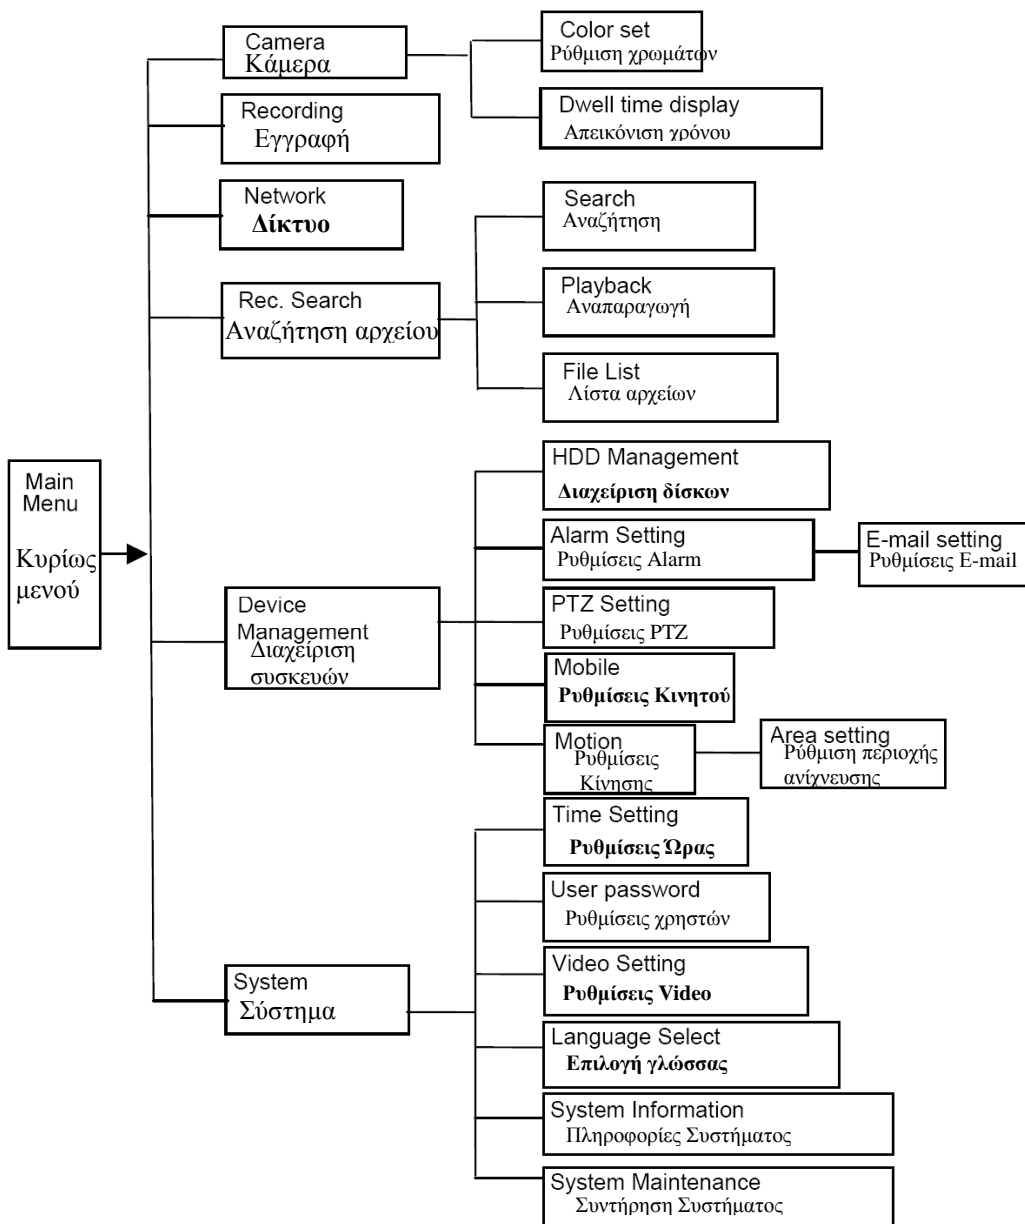 Main
Menu
Κυρίως
μενού
Camera
Κάμερα
Color set
Ρύθμιση χρωμάτων
Dwell time display
Απεικόνιση χρόνου
Recording
Εγγραφή
Network
Δίκτυο
Rec. Search
Αναζήτηση αρχείου
Search
Αναζήτηση
Playback
Αναπαραγωγή
File List
Λίστα αρχείων
Device
Management
Διαχείριση
συσκευών
HDD Management
Διαχείριση δίσκων
Alarm Setting
Ρυθμίσεις Alarm
E-mail setting
Ρυθμίσεις E-mail
PTZ Setting
Ρυθμίσεις PTZ
Mobile
Ρυθμίσεις Κινητού
Motion
Ρυθμίσεις
Κίνησης
Area setting
Ρύθμιση περιοχής
ανίχνευσης
System
Σύστημα
Time Setting
Ρυθμίσεις Ώρας
User password
Ρυθμίσεις χρηστών
Video Setting
Ρυθμίσεις Video
Language Select
Επιλογή γλώσσας
System Information
Πληροφορίες Συστήματος
System Maintenance
Συντήρηση Συστήματος